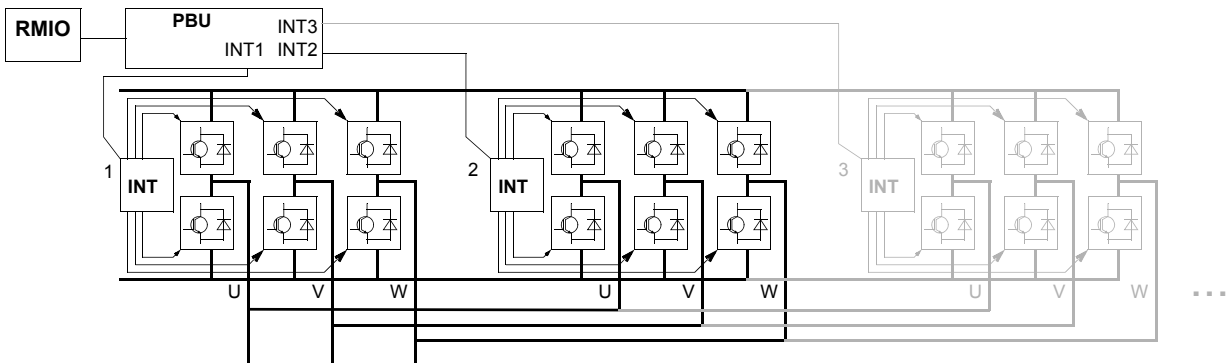 RMIO
PBU
INT3
INT1 INT2
1
INT
2
INT
3
INT
U V W
U V W
U V W
...